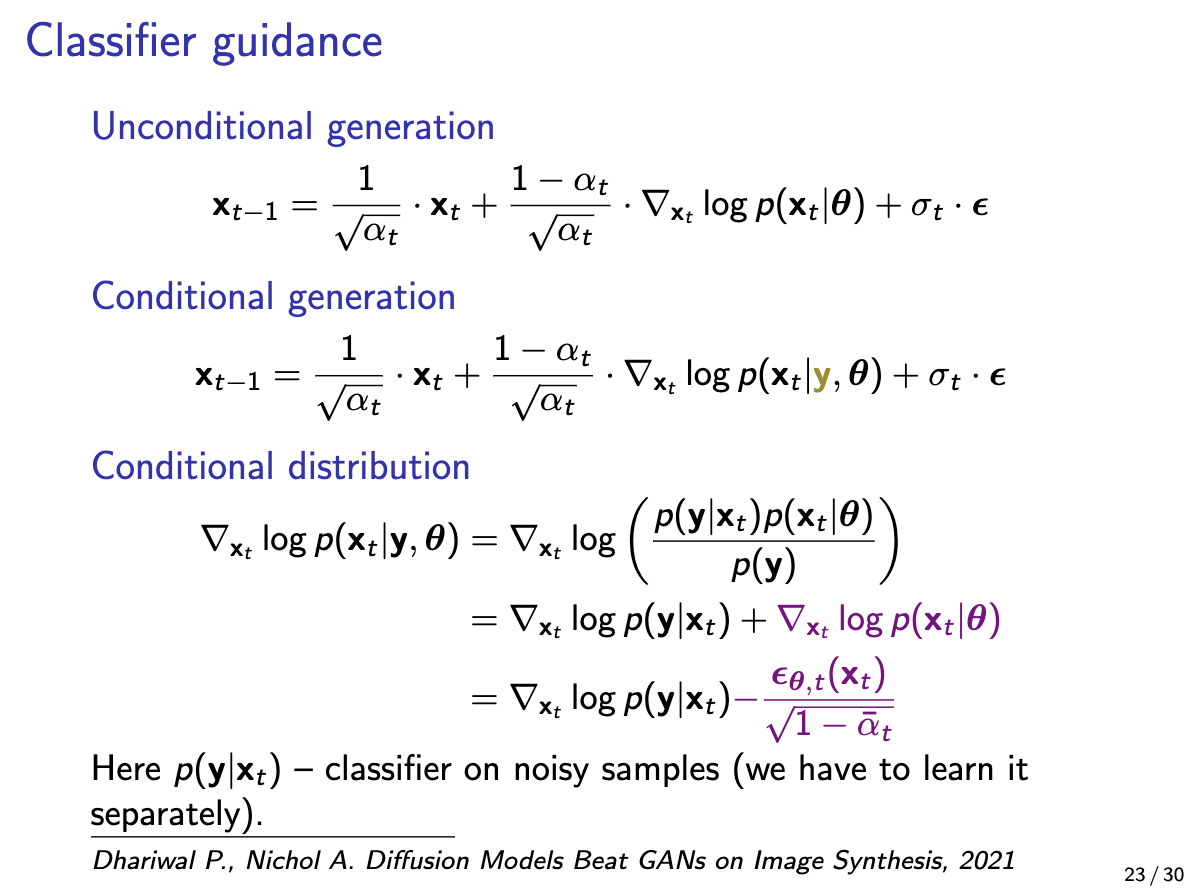 Classifier guidance
Unconditional generation
$\mathbf{x}_{t-1} = \frac{1}{\sqrt{\alpha_t}} \cdot \mathbf{x}_t + \frac{1 - \alpha_t}{\sqrt{\alpha_t}} \cdot \nabla_{\mathbf{x}_t} \log p(\mathbf{x}_t|\boldsymbol{\theta}) + \sigma_t \cdot \boldsymbol{\epsilon}$
Conditional generation
$\mathbf{x}_{t-1} = \frac{1}{\sqrt{\alpha_t}} \cdot \mathbf{x}_t + \frac{1 - \alpha_t}{\sqrt{\alpha_t}} \cdot \nabla_{\mathbf{x}_t} \log p(\mathbf{x}_t|\mathbf{y}, \boldsymbol{\theta}) + \sigma_t \cdot \boldsymbol{\epsilon}$
Conditional distribution
$\nabla_{\mathbf{x}_t} \log p(\mathbf{x}_t|\mathbf{y}, \boldsymbol{\theta}) = \nabla_{\mathbf{x}_t} \log \left( \frac{p(\mathbf{y}|\mathbf{x}_t)p(\mathbf{x}_t|\boldsymbol{\theta})}{p(\mathbf{y})} \right)$
$= \nabla_{\mathbf{x}_t} \log p(\mathbf{y}|\mathbf{x}_t) + \nabla_{\mathbf{x}_t} \log p(\mathbf{x}_t|\boldsymbol{\theta})$
$= \nabla_{\mathbf{x}_t} \log p(\mathbf{y}|\mathbf{x}_t) - \frac{\boldsymbol{\epsilon}_{\boldsymbol{\theta},t}(\mathbf{x}_t)}{\sqrt{1 - \bar{\alpha}_t}}$
Here $p(\mathbf{y}|\mathbf{x}_t)$ – classifier on noisy samples (we have to learn it
separately).
Dhariwal P., Nichol A. Diffusion Models Beat GANs on Image Synthesis, 2021
23 / 30